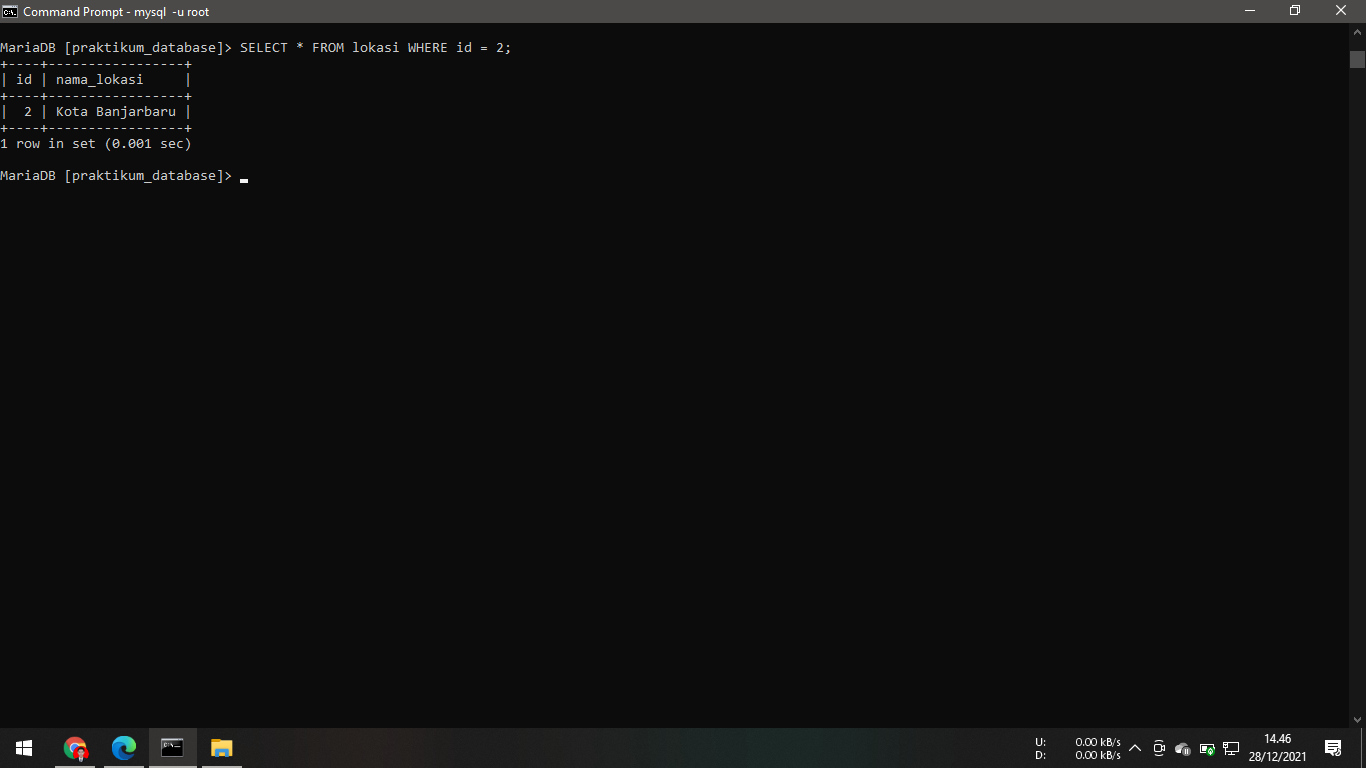 Command Prompt - mysql  -u root
MariaDB [praktikum_database]> SELECT * FROM lokasi WHERE id = 2;
+----+-----------------+
| id | nama_lokasi     |
+----+-----------------+
|  2 | Kota Banjarbaru |
+----+-----------------+
1 row in set (0.001 sec)
MariaDB [praktikum_database]>
U: 0.00 kB/s
D: 0.00 kB/s
14.46
28/12/2021